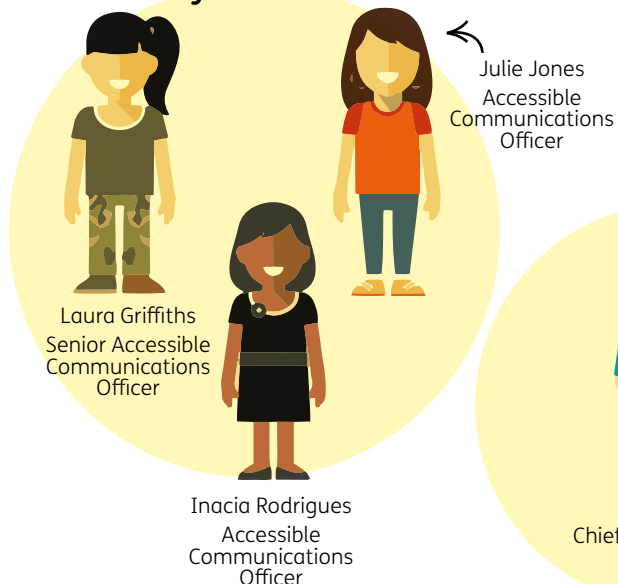 Julie Jones
Accessible
Communications
Officer
Laura Griffiths
Senior Accessible
Communications
Officer
Inacia Rodrigues
Accessible
Communications
Officer
Chief